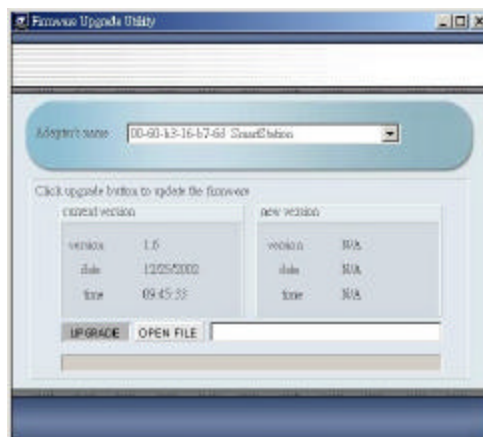 Firmware Upgrade Utility
Adapter's name 00-60-b3-16-b7-6d SmartStation
Click upgrade button to update the firmware
current version
version 1.6
date 12/25/2002
time 09:45:33
new version
version N/A
date N/A
time N/A
UPGRADE OPEN FILE